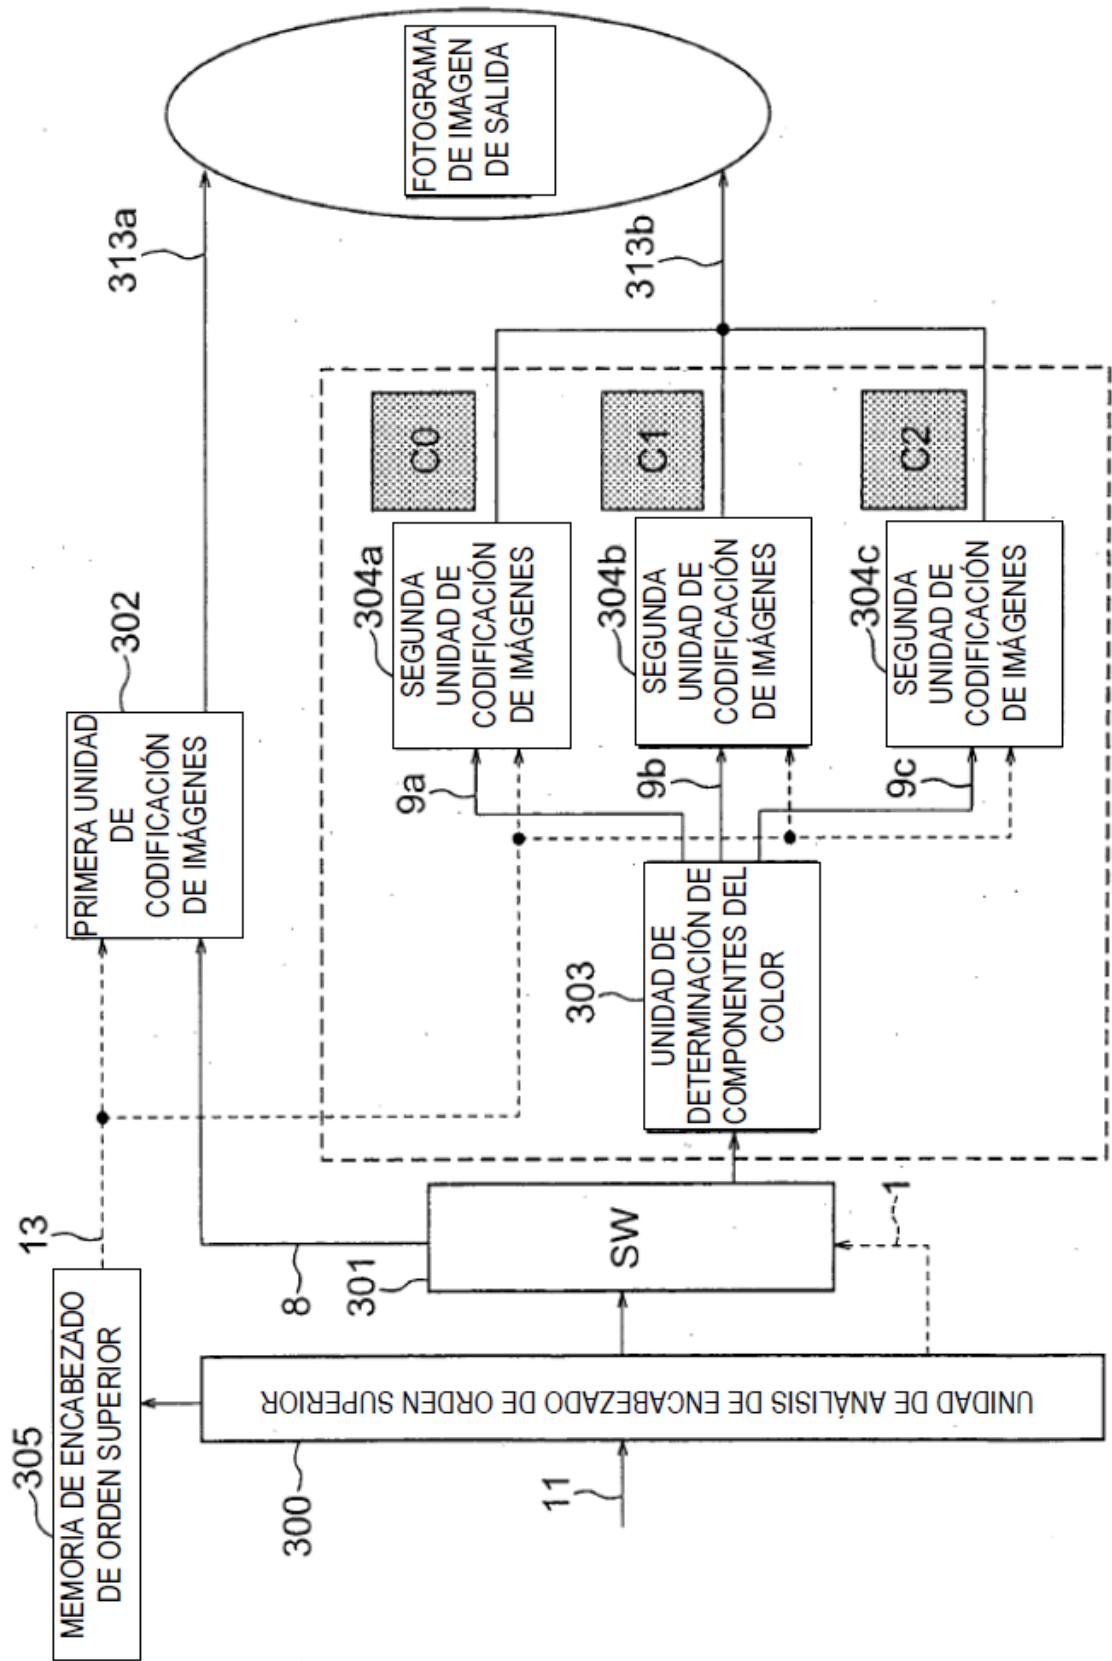 305
MEMORIA DE ENCABEZADO
DE ORDEN SUPERIOR
13
300
UNIDAD DE ANÁLISIS DE ENCABEZADO DE ORDEN SUPERIOR
11
8
301
SW
1
302
PRIMERA UNIDAD
DE
CODIFICACIÓN
DE IMÁGENES
303
UNIDAD DE
DETERMINACIÓN DE
COMPONENTES DEL
COLOR
9a
304a
SEGUNDA
UNIDAD DE
CODIFICACIÓN
DE IMÁGENES
C0
9b
304b
SEGUNDA
UNIDAD DE
CODIFICACIÓN
DE IMÁGENES
C1
9c
304c
SEGUNDA
UNIDAD DE
CODIFICACIÓN
DE IMÁGENES
C2
313a
313b
FOTOGRAMA
DE IMAGEN
DE SALIDA